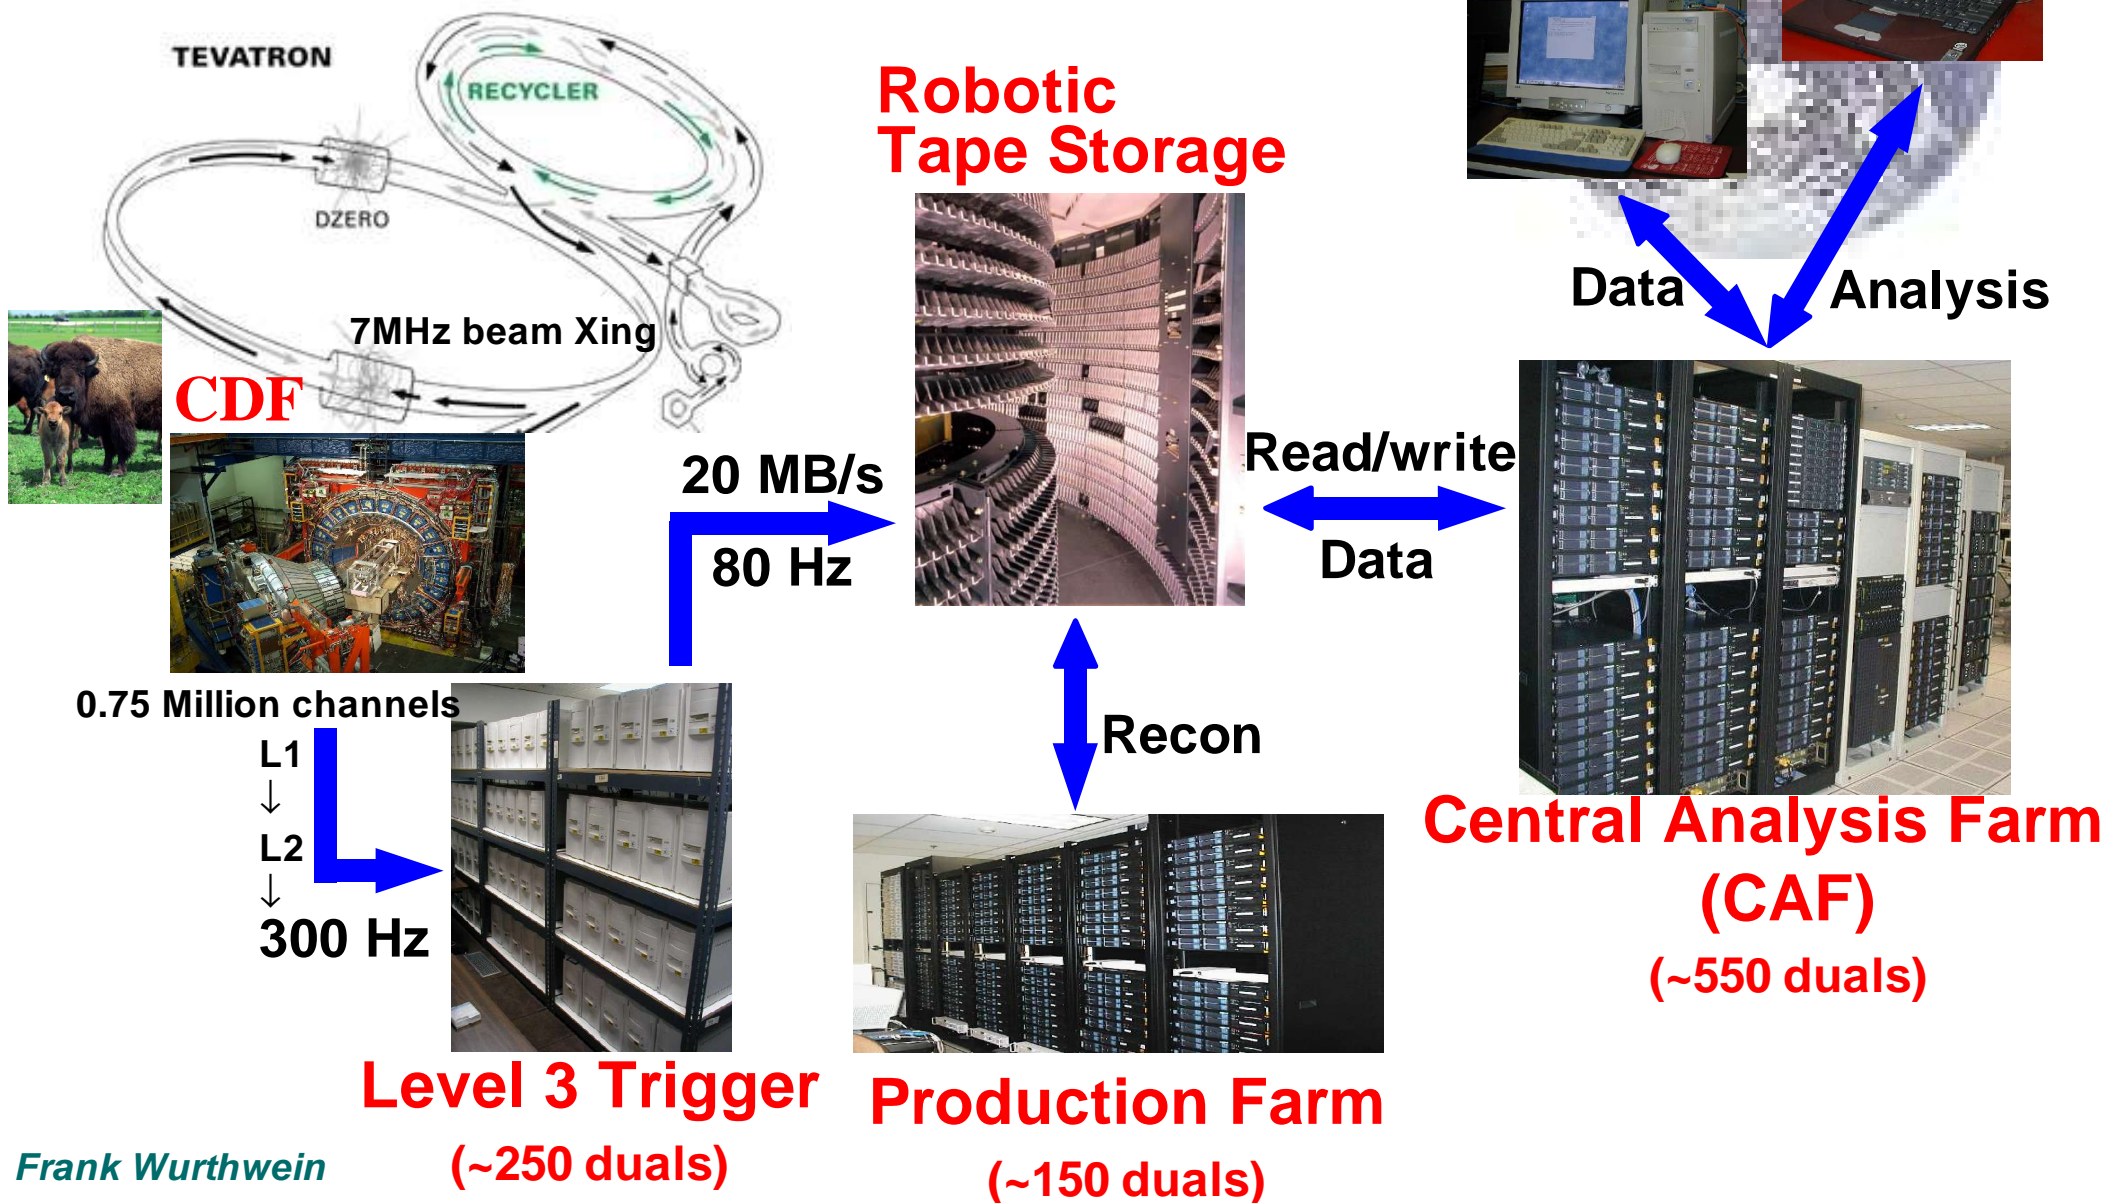 TEVATRON
RECYCLER
DZERO
7MHz beam Xing
CDF
0.75 Million channels
L1
↓
L2
↓
300 Hz
Level 3 Trigger
(~250 duals)
20 MB/s
80 Hz
Robotic
Tape Storage
Recon
Production Farm
(~150 duals)
Read/write
Data
Data
Analysis
Central Analysis Farm
(CAF)
(~550 duals)
Frank Wurthwein